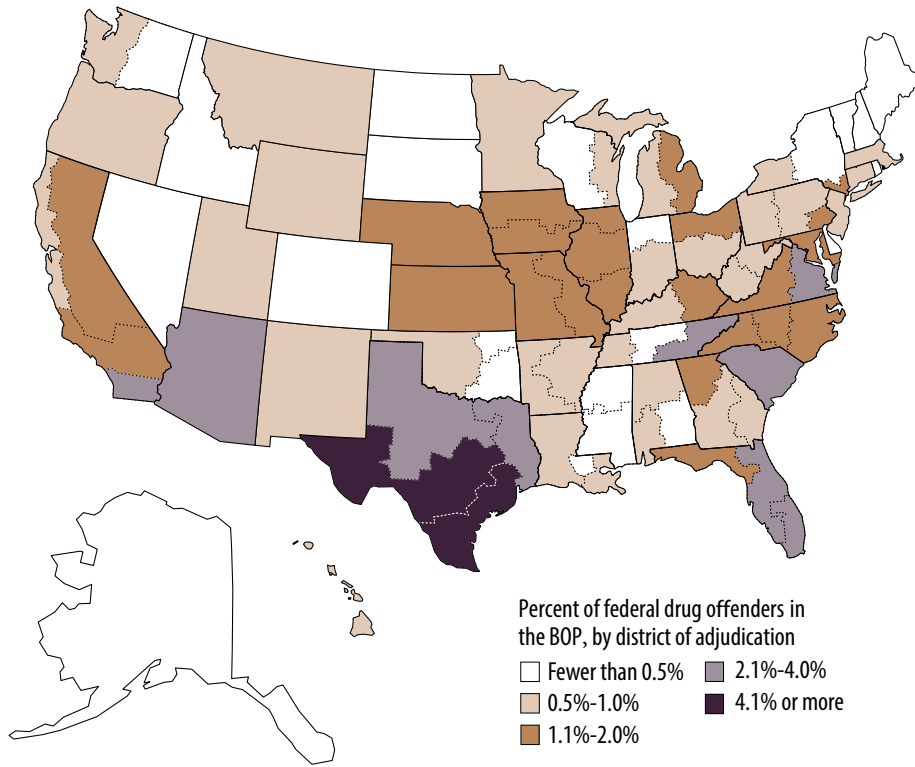 Percent of federal drug offenders in
the BOP, by district of adjudication
Fewer than 0.5%
0.5%-1.0%
1.1%-2.0%
2.1%-4.0%
4.1% or more